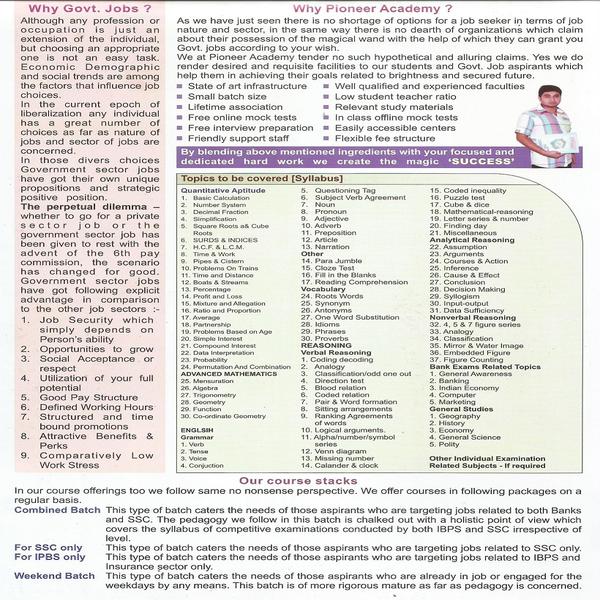 Why Govt. Jobs ?
Although any profession or
occupation is just an
extension of the individual,
but choosing an appropriate
one is not an easy task.
Economic Demographic
and social trends are among
the factors that influence job
choices.
In the current epoch of
liberalization any individual
has a great number of
choices as far as nature of
jobs and sector of jobs are
concerned.
In those divers choices
Government sector jobs
have got their own unique
propositions and strategic
positive position.
The perpetual dilemma –
whether to go for a private
sector job or the
government sector job has
been given to rest with the
advent of the 6th pay
commission, the scenario
has changed for good.
Government sector jobs
have got following explicit
advantage in comparison
to the other job sectors :-
1. Job Security which
simply depends on
Person's ability
2. Opportunities to grow
3. Social Acceptance or
respect
4. Utilization of your full
potential
5. Good Pay Structure
6. Defined Working Hours
7. Structured and time
bound promotions
8. Attractive Benefits &
Perks
9. Comparatively Low
Work Stress
Why Pioneer Academy ?
As we have just seen there is no shortage of options for a job seeker in terms of job
nature and sector, in the same way there is no dearth of organizations which claim
about their possession of the magical wand with the help of which they can grant you
Govt. jobs according to your wish.
We at Pioneer Academy tender no such hypothetical and alluring claims. Yes we do
render desired and requisite facilities to our students and Govt. Job aspirants which
help them in achieving their goals related to brightness and secured future.
State of art infrastructure
Small batch size
Lifetime association
Free online mock tests
Free interview preparation
Friendly support staff
Well qualified and experienced faculties
Low student teacher ratio
Relevant study materials
In class offline mock tests
Easily accessible centers
Flexible fee structure
By blending above mentioned ingredients with your focused and
dedicated hard work we create the magic 'SUCCESS'
Topics to be covered [Syllabus]
Quantitative Aptitude
1. Basic Calculation
2. Number System
3. Decimal Fraction
4. Simplification
5. Square Roots a& Cube
Roots
6. SURDS & INDICES
7. H.C.F. & L.C.M.
8. Time & Work
9. Pipes & Cistern
10. Problems On Trains
11. Time and Distance
12. Boats & Streams
13. Percentage
14. Profit and Loss
15. Mixture and Allegation
16. Ratio and Proportion
17. Average
18. Partnership
19. Problems Based on Age
20. Simple Interest
21. Compound Interest
22. Data Interpretation
23. Probability
24. Permutation And Combination
ADVANCED MATHEMATICS
25. Mensuration
26. Algebra
27. Trigonometry
28. Geometry
29. Function
30. Co-ordinate Geometry
ENGLSIH
Grammar
1. Verb
2. Tense
3. Voice
4. Conjuction
5. Questioning Tag
6. Subject Verb Agreement
7. Noun
8. Pronoun
9. Adjective
10. Adverb
11. Preposition
12. Article
13. Narration
Other
14. Para Jumble
15. Cloze Test
16. Fill in the Blanks
17. Reading Comprehension
Vocabulary
24. Roots Words
25. Synonym
26. Antonyms
27. One Word Substitution
28. Idioms
29. Phrases
30. Proverbs
REASONING
Verbal Reasoning
1. Coding decoding
2. Analogy
3. Classification/odd one out
4. Direction test
5. Blood relation
6. Coded relation
7. Pair & Word formation
8. Sitting arrangements
9. Ranking Agreements
of words
10. Logical arguments.
11. Alpha/number/symbol
series
12. Venn diagram
13. Missing number
14. Calander & clock
15. Coded inequality
16. Puzzle test
17. Cube & dice
18. Mathematical-reasoning
19. Letter series & number
20. Finding day
21. Miscellaneous
Analytical Reasoning
22. Assumption
23. Arguments
24. Courses & Action
25. Inference
26. Cause & Effect
27. Conclusion
28. Decision Making
29. Syllogism
30. Input-output
31. Data Sufficiency
Nonverbal Reasoning
32. 4, 5 & 7 figure series
33. Analogy
34. Classification
35. Mirror & Water Image
36. Embedded Figure
37. Figure Counting
Bank Exams Related Topics
1. General Awareness
2. Banking
3. Indian Economy
4. Computer
5. Marketing
General Studies
1. Geography
2. History
3. Economy
4. General Science
5. Polity
Other Individual Examination
Related Subjects - If required
Our course stacks
In our course offerings too we follow same no nonsense perspective. We offer courses in following packages on a
regular basis.
Combined Batch This type of batch caters the needs of those aspirants who are targeting jobs related to both Banks
and SSC. The pedagogy we follow in this batch is chalked out with a holistic point of view which
covers the syllabus of competitive examinations conducted by both IBPS and SSC irrespective of
level.
For SSC only This type of batch caters the needs of those aspirants who are targeting jobs related to SSC only.
For IPBS only This type of batch caters the needs of those aspirants who are targeting jobs related to IBPS and
Insurance sector only.
Weekend Batch This type of batch caters the needs of those aspirants who are already in job or engaged for the
weekdays by any means. This batch is of more rigorous mature as far as pedagogy is concerned.